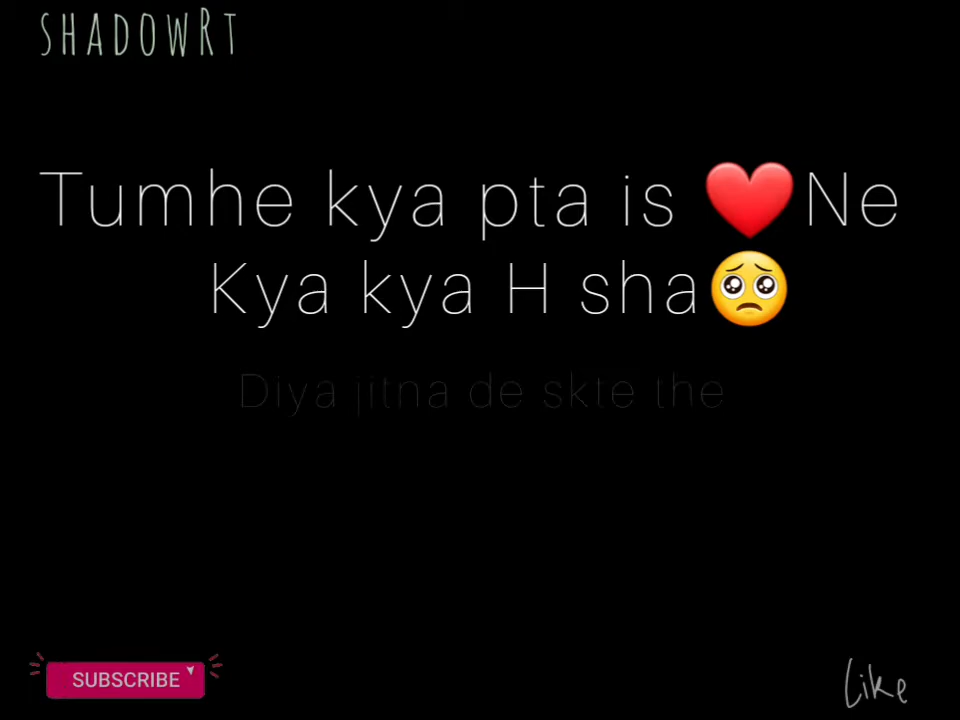 SHADOWRT
Tumhe kya pta is ❤️Ne
Kya kya H sha🥺
Diya jitna de skte the
SUBSCRIBE
Like